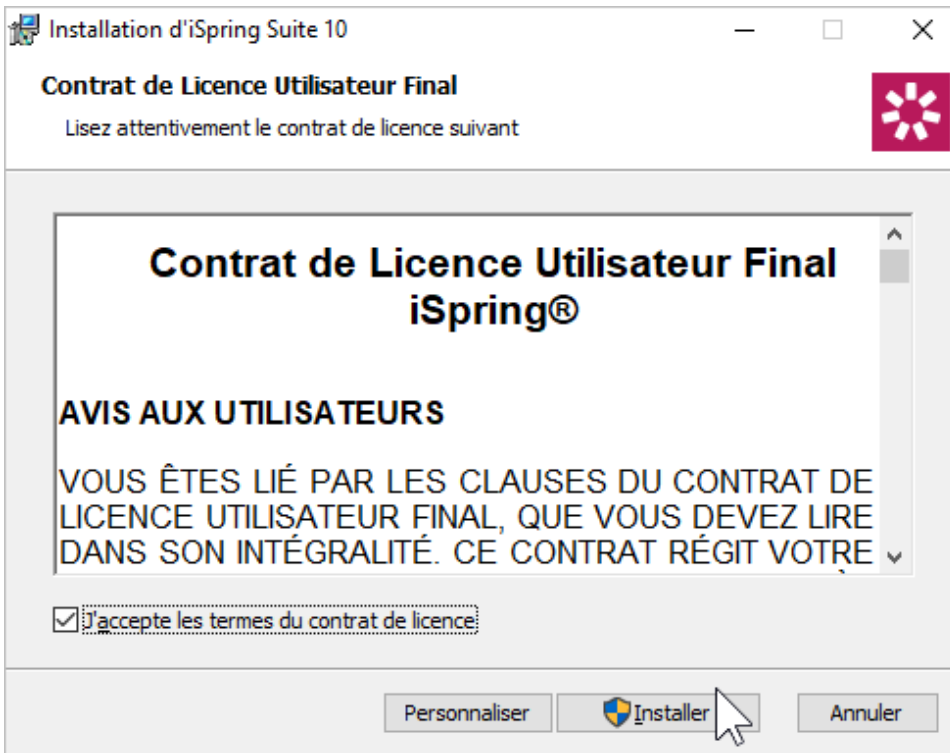 Installation d'iSpring Suite 10
Contrat de Licence Utilisateur Final
Lisez attentivement le contrat de licence suivant
Contrat de Licence Utilisateur Final
iSpring®
AVIS AUX UTILISATEURS
VOUS ÊTES LIÉ PAR LES CLAUSES DU CONTRAT DE
LICENCE UTILISATEUR FINAL, QUE VOUS DEVEZ LIRE
DANS SON INTÉGRALITÉ. CE CONTRAT RÉGIT VOTRE
J'accepte les termes du contrat de licence
Personnaliser
Installer
Annuler